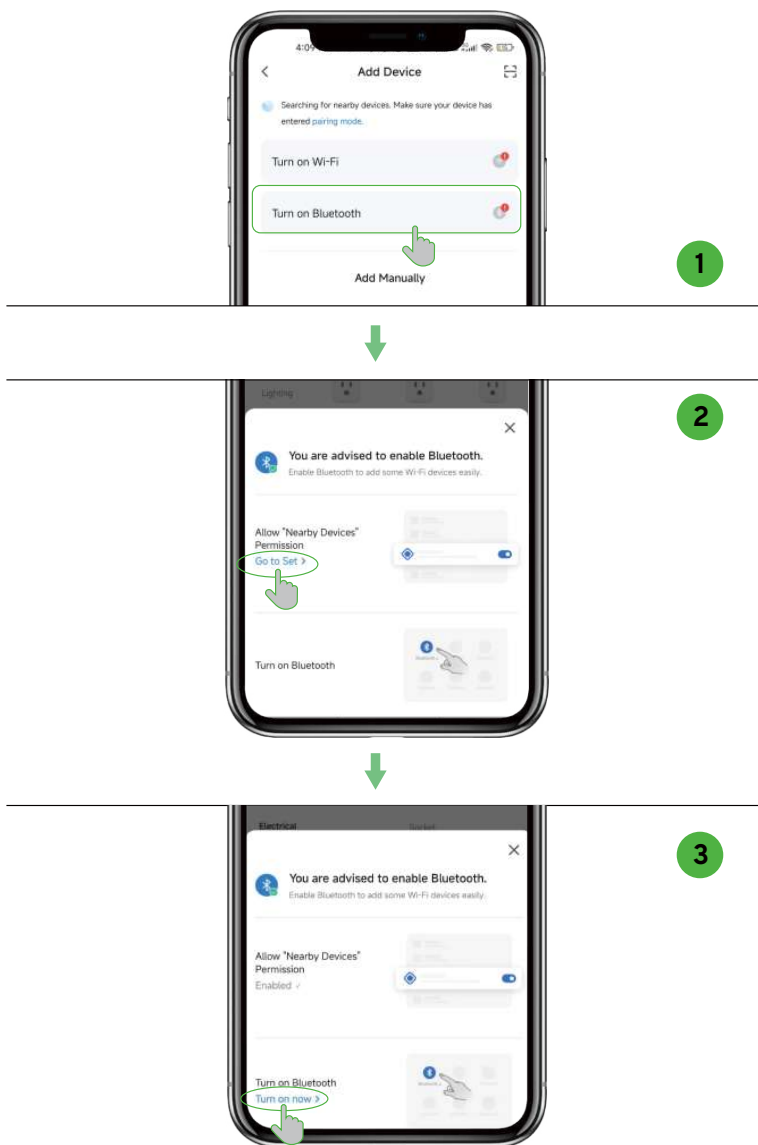 4:09
Add Device
Searching for nearby devices. Make sure your device has
entered pairing mode.
Turn on Wi-Fi
Turn on Bluetooth
Add Manually
1
Lighting
2
You are advised to enable Bluetooth.
Enable Bluetooth to add some Wi-Fi devices easily.
Allow "Nearby Devices"
Permission
Go to Set >
Turn on Bluetooth
Electrical
Socket
3
You are advised to enable Bluetooth.
Enable Bluetooth to add some Wi-Fi devices easily.
Allow "Nearby Devices"
Permission
Enabled ✓
Turn on Bluetooth
Turn on now >